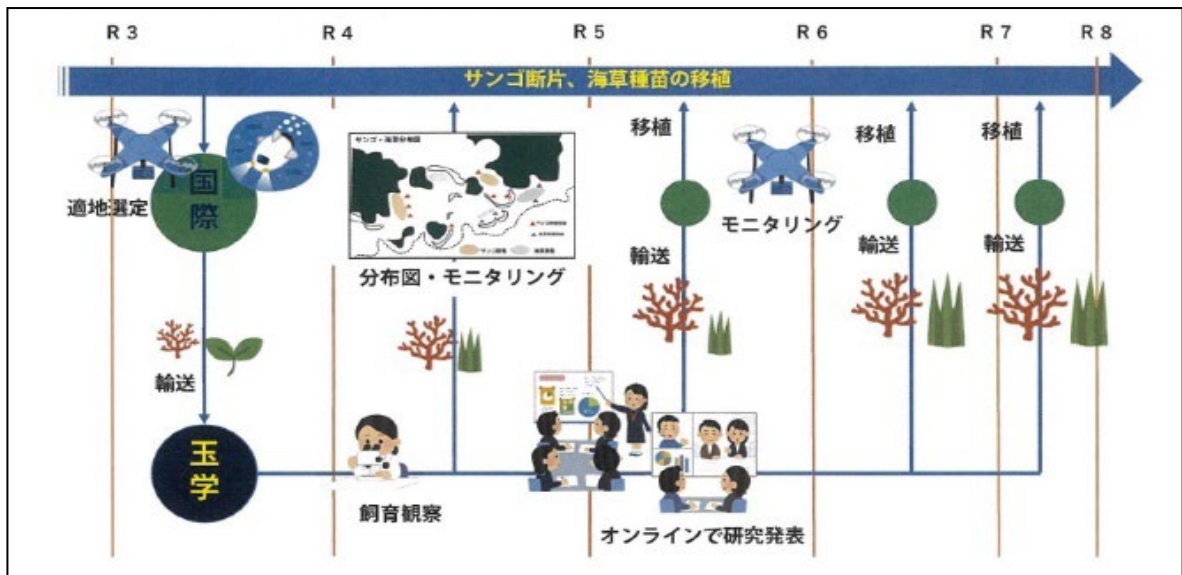 R3
R4
R5
R6
R7
R8
サンゴ断片、海草種苗の移植
適地選定
国際
サンゴ・海草分布図
分布図・モニタリング
移植
輸送
モニタリング
移植
輸送
移植
輸送
輸送
玉学
飼育観察
オンラインで研究発表